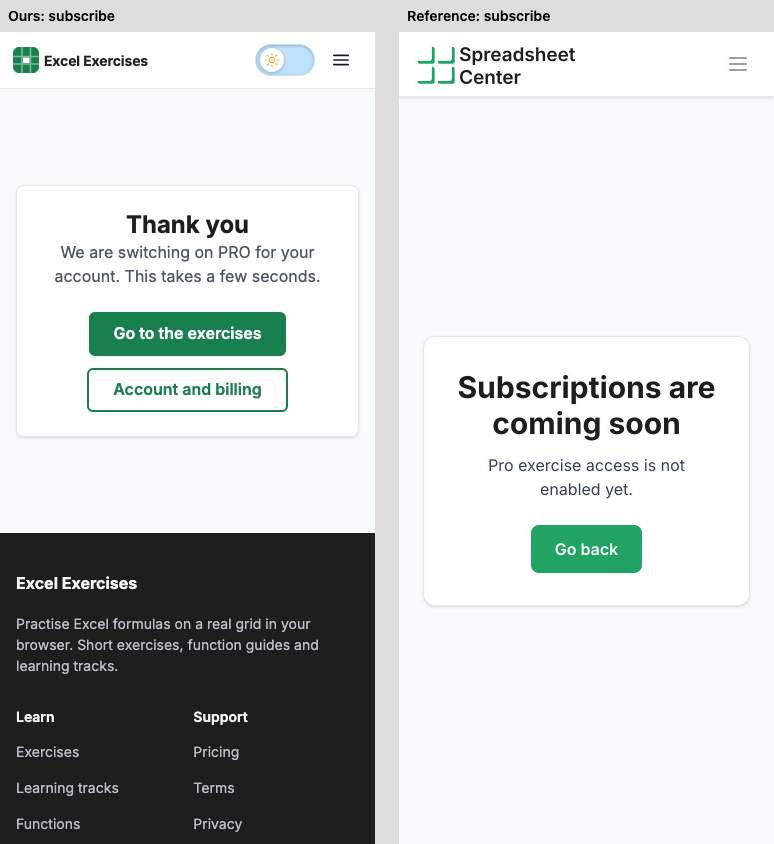 Ours: subscribe
Excel Exercises
Thank you
We are switching on PRO for your
account. This takes a few seconds.
Go to the exercises
Account and billing
Excel Exercises
Practise Excel formulas on a real grid in your
browser. Short exercises, function guides and
learning tracks.
Learn
Exercises
Learning tracks
Functions
Support
Pricing
Terms
Privacy
Reference: subscribe
Spreadsheet
Center
Subscriptions are
coming soon
Pro exercise access is not
enabled yet.
Go back